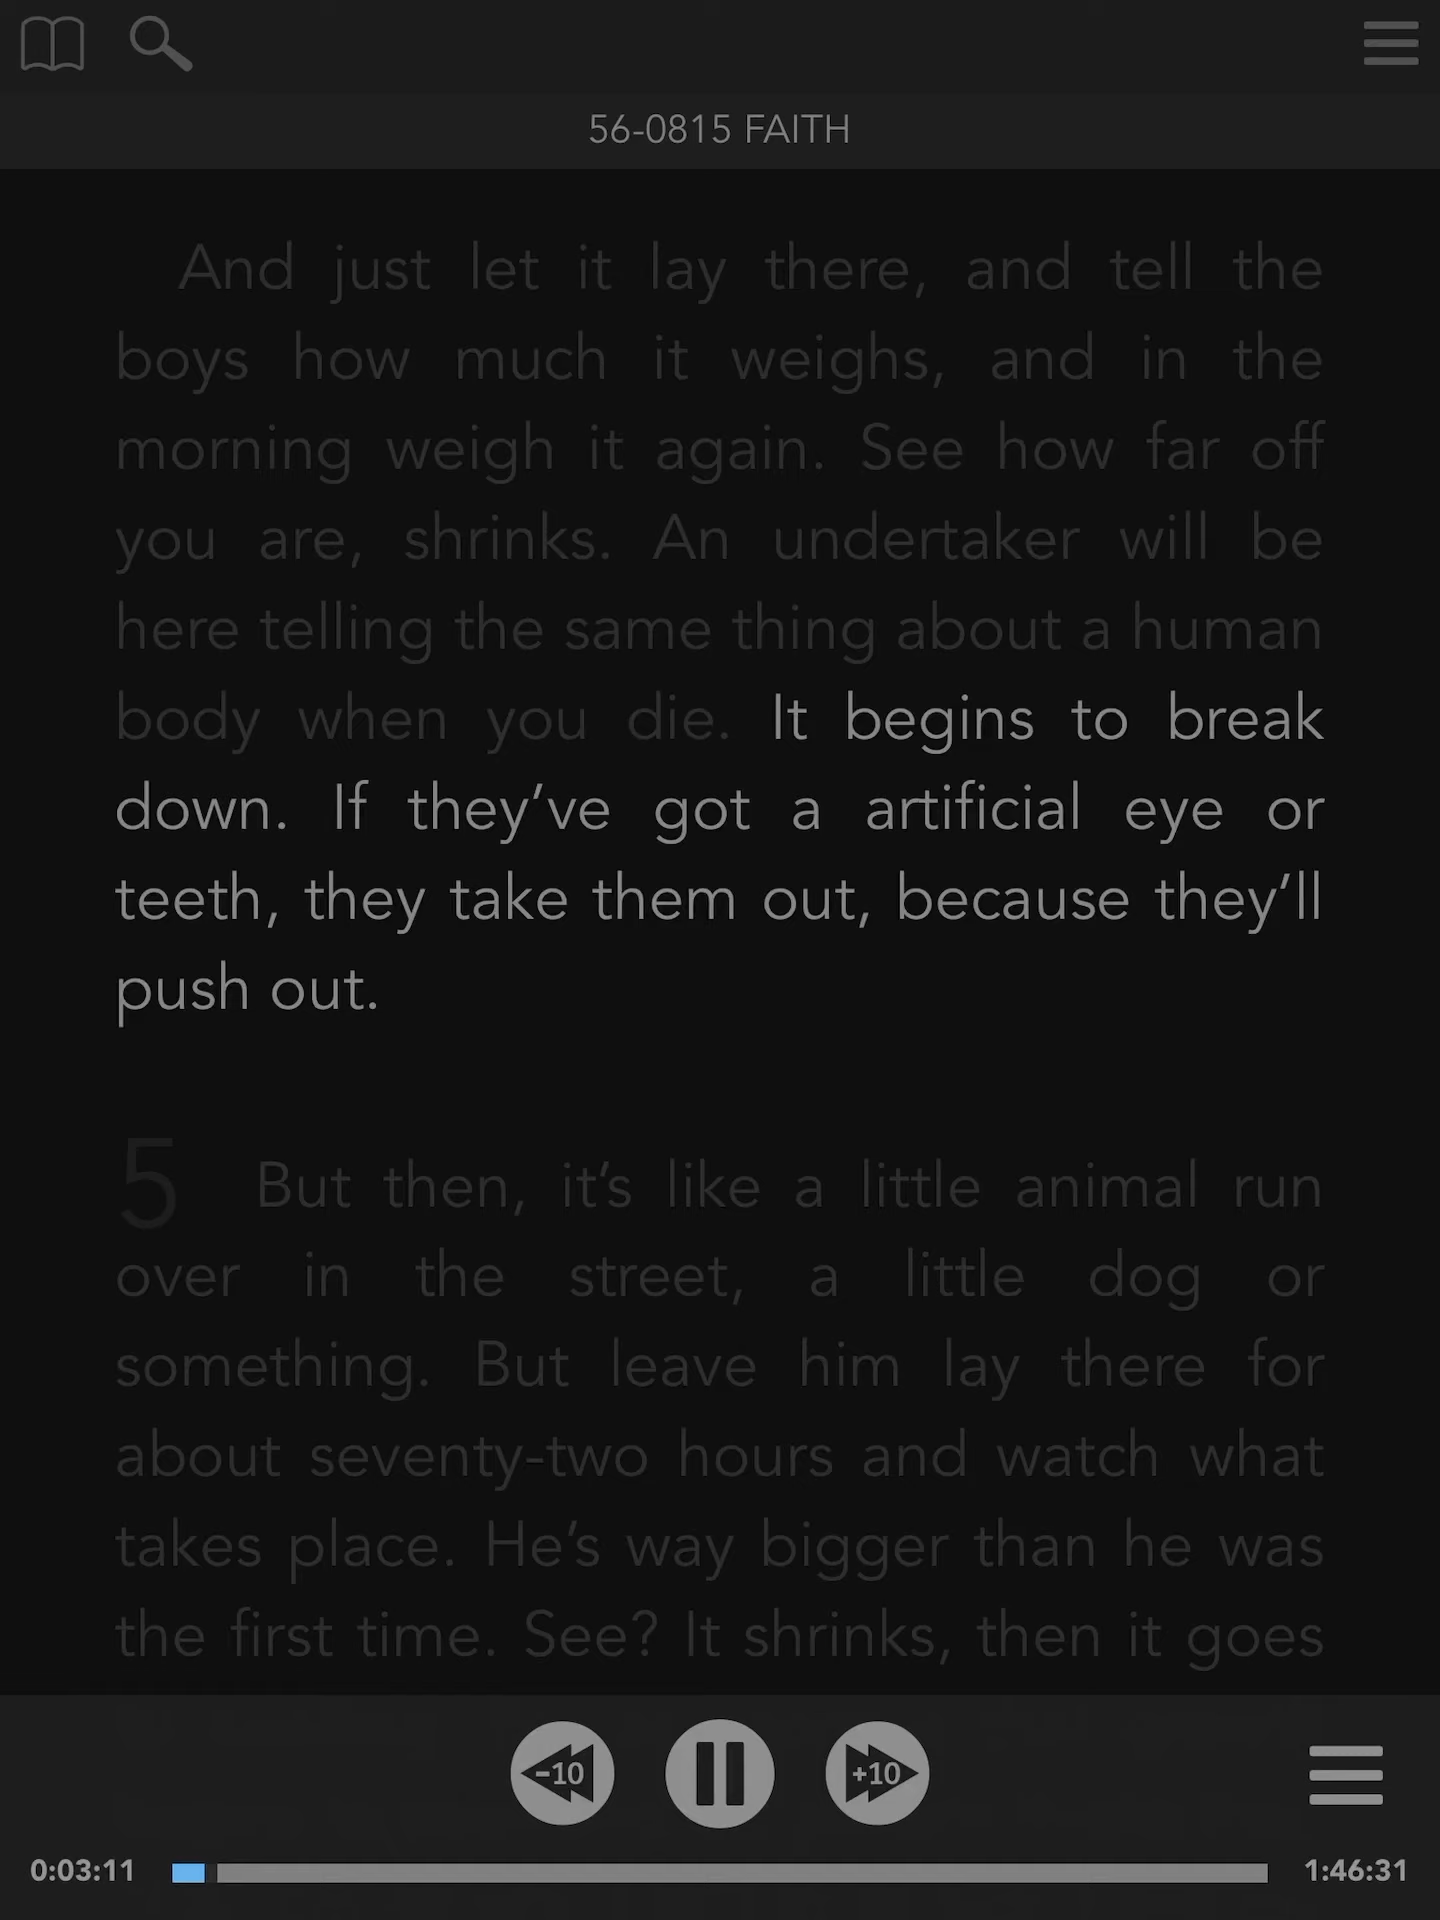 56-0815 FAITH
And just let it lay there, and tell the
boys how much it weighs, and in the
morning weigh it again. See how far off
you are, shrinks. An undertaker will be
here telling the same thing about a human
body when you die. It begins to break
down. If they’ve got a artificial eye or
teeth, they take them out, because they’ll
push out.
5 But then, it’s like a little animal run
over in the street, a little dog or
something. But leave him lay there for
about seventy-two hours and watch what
takes place. He’s way bigger than he was
the first time. See? It shrinks, then it goes
-10 +10
0:03:11 1:46:31